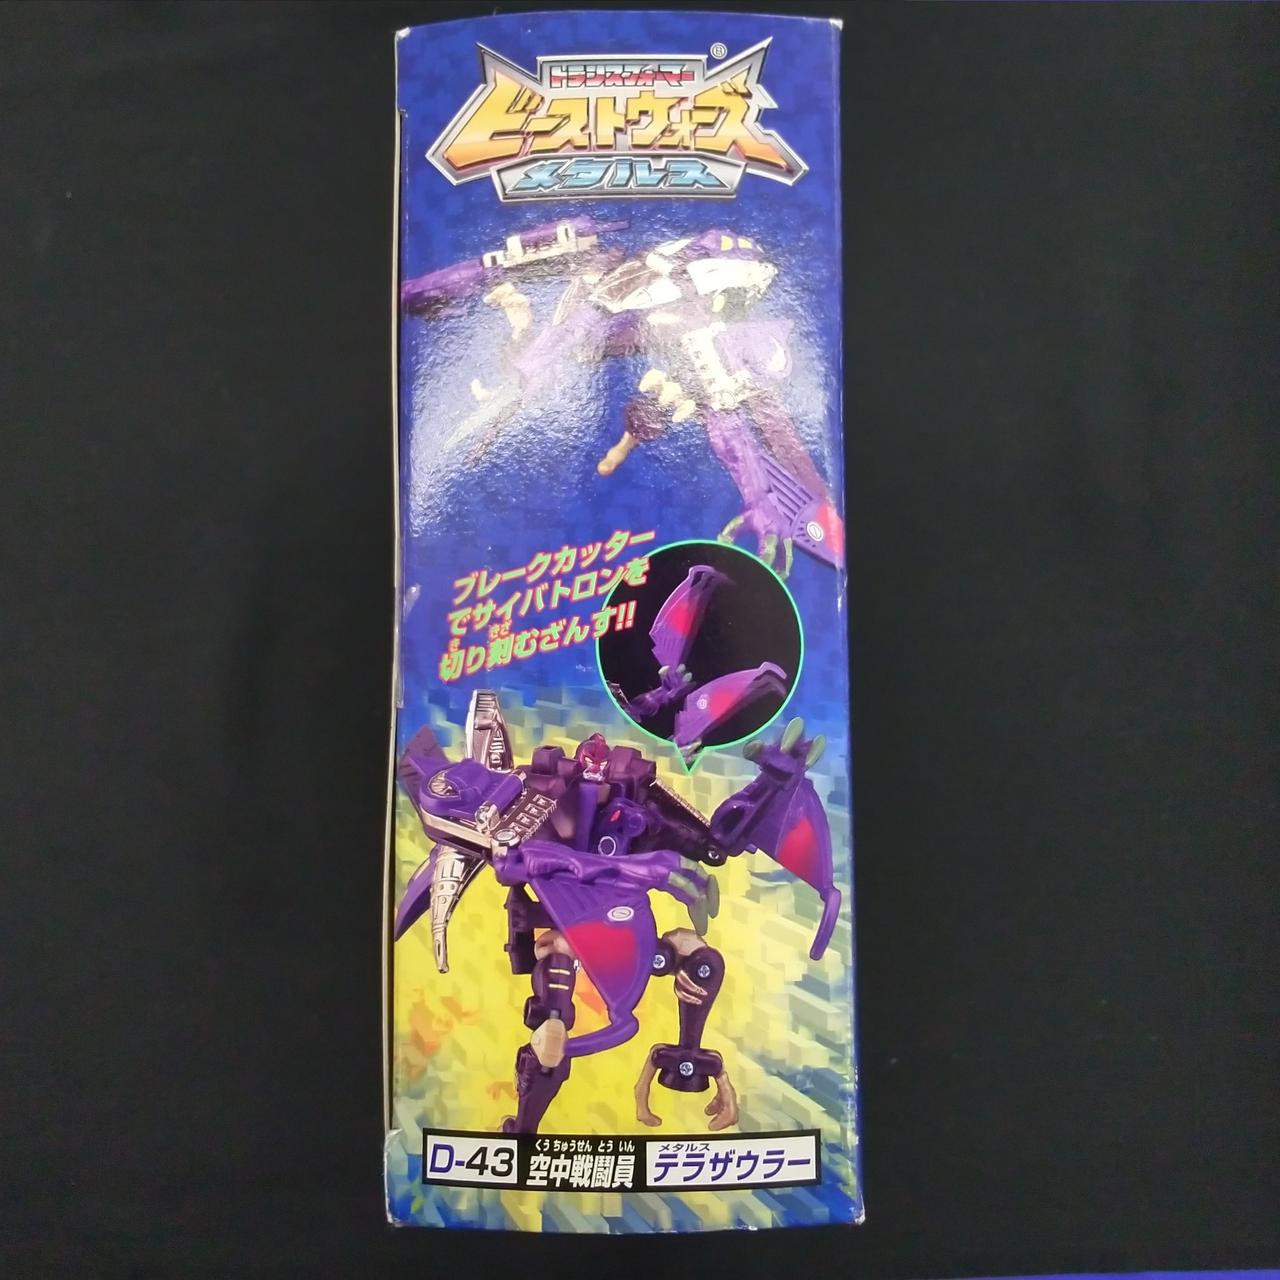 トランスフォーマー
®
ビーストウォーズ
メタルス
ブレークカッター
でサイバトロンを
切り刻むざんす!!
き きざ
D-43
くうちゅうせんとういん
空中戦闘員
メタルス
テラザウラー